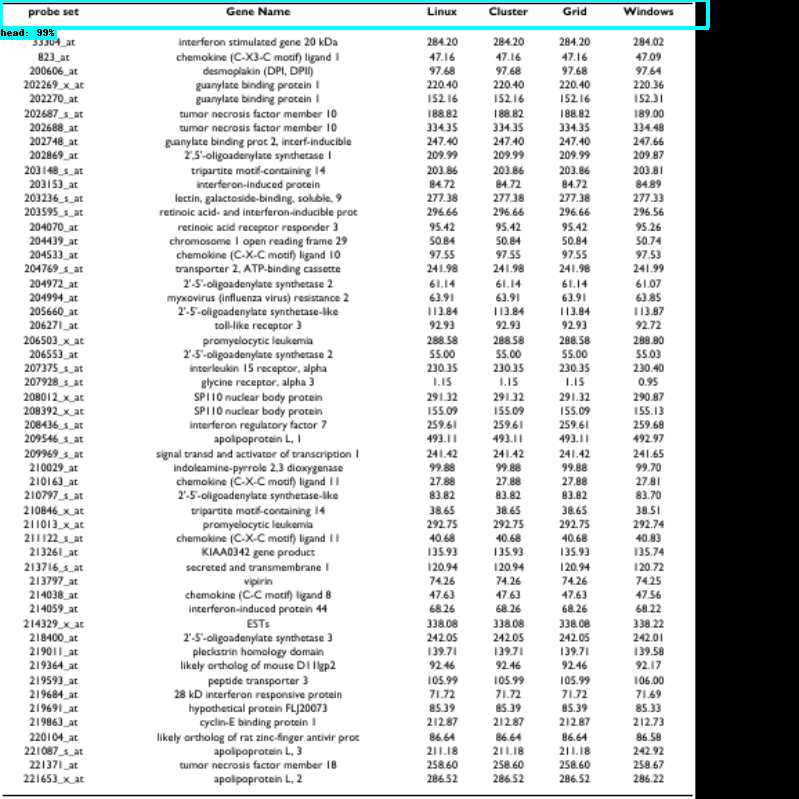 probe set Gene Name Linux Cluster Grid Windows
head: 99%
33304_at interferon stimulated gene 20 kDa 284.20 284.20 284.20 284.02
823_at chemokine (C-X3-C motif) ligand 1 47.16 47.16 47.16 47.09
200606_at desmoplakin (DPI, DPII) 97.68 97.68 97.68 97.64
202269_x_at guanylate binding protein 1 220.40 220.40 220.40 220.36
202270_at guanylate binding protein 1 152.16 152.16 152.16 152.31
202687_s_at tumor necrosis factor member 10 188.82 188.82 188.82 189.00
202688_at tumor necrosis factor member 10 334.35 334.35 334.35 334.48
202748_at guanylate binding prot 2, interf-inducible 247.40 247.40 247.40 247.66
202869_at 2',5'-oligoadenylate synthetase 1 209.99 209.99 209.99 209.87
203148_s_at tripartite motif-containing 14 203.86 203.86 203.86 203.81
203153_at interferon-induced protein 84.72 84.72 84.72 84.89
203236_s_at lectin, galactoside-binding, soluble, 9 277.38 277.38 277.38 277.33
203595_s_at retinoic acid- and interferon-inducible prot 296.66 296.66 296.66 296.56
204070_at retinoic acid receptor responder 3 95.42 95.42 95.42 95.26
204439_at chromosome 1 open reading frame 29 50.84 50.84 50.84 50.74
204533_at chemokine (C-X-C motif) ligand 10 97.55 97.55 97.55 97.53
204769_s_at transporter 2, ATP-binding cassette 241.98 241.98 241.98 241.99
204972_at 2'-5'-oligoadenylate synthetase 2 61.14 61.14 61.14 61.07
204994_at myxovirus (influenza virus) resistance 2 63.91 63.91 63.91 63.85
205660_at 2'-5'-oligoadenylate synthetase-like 113.84 113.84 113.84 113.87
206271_at toll-like receptor 3 92.93 92.93 92.93 92.72
206503_x_at promyelocytic leukemia 288.58 288.58 288.58 288.80
206553_at 2'-5'-oligoadenylate synthetase 2 55.00 55.00 55.00 55.03
207375_s_at interleukin 15 receptor, alpha 230.35 230.35 230.35 230.40
207928_s_at glycine receptor, alpha 3 1.15 1.15 1.15 0.95
208012_x_at SP110 nuclear body protein 291.32 291.32 291.32 290.87
208392_x_at SP110 nuclear body protein 155.09 155.09 155.09 155.13
208436_s_at interferon regulatory factor 7 259.61 259.61 259.61 259.68
209546_s_at apolipoprotein L, 1 493.11 493.11 493.11 492.97
209969_s_at signal transd and activator of transcription 1 241.42 241.42 241.42 241.65
210029_at indoleamine-pyrrole 2,3 dioxygenase 99.88 99.88 99.88 99.70
210163_at chemokine (C-X-C motif) ligand 11 27.88 27.88 27.88 27.81
210797_s_at 2'-5'-oligoadenylate synthetase-like 83.82 83.82 83.82 83.70
210846_x_at tripartite motif-containing 14 38.65 38.65 38.65 38.51
211013_x_at promyelocytic leukemia 292.75 292.75 292.75 292.74
211122_s_at chemokine (C-X-C motif) ligand 11 40.68 40.68 40.68 40.83
213261_at KIAA0342 gene product 135.93 135.93 135.93 135.74
213716_s_at secreted and transmembrane 1 120.94 120.94 120.94 120.72
213797_at vipirin 74.26 74.26 74.26 74.25
214038_at chemokine (C-C motif) ligand 8 47.63 47.63 47.63 47.56
214059_at interferon-induced protein 44 68.26 68.26 68.26 68.22
214329_x_at ESTs 338.08 338.08 338.08 338.22
218400_at 2'-5'-oligoadenylate synthetase 3 242.05 242.05 242.05 242.01
219011_at pleckstrin homology domain 139.71 139.71 139.71 139.58
219364_at likely ortholog of mouse D11lgp2 92.46 92.46 92.46 92.17
219593_at peptide transporter 3 105.99 105.99 105.99 106.00
219684_at 28 kD interferon responsive protein 71.72 71.72 71.72 71.69
219691_at hypothetical protein FLJ20073 85.39 85.39 85.39 85.33
219863_at cyclin-E binding protein 1 212.87 212.87 212.87 212.73
220104_at likely ortholog of rat zinc-finger antivir prot 86.64 86.64 86.64 86.58
221087_s_at apolipoprotein L, 3 211.18 211.18 211.18 242.92
221371_at tumor necrosis factor member 18 258.60 258.60 258.60 258.67
221653_x_at apolipoprotein L, 2 286.52 286.52 286.52 286.22